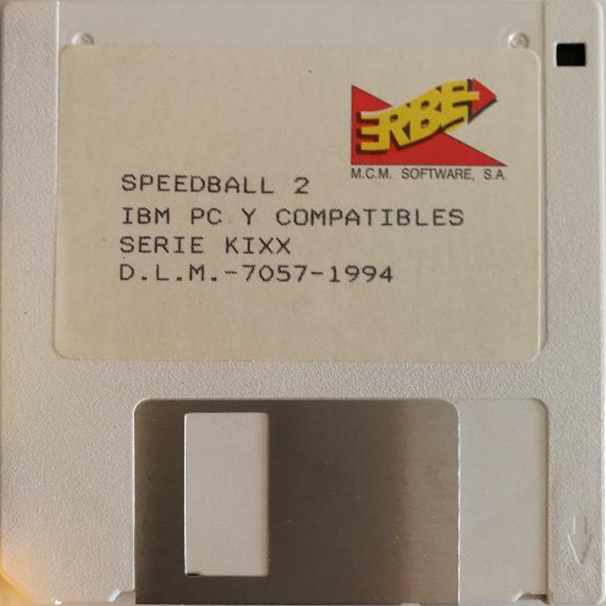 ERBE
M.C.M. SOFTWARE, S.A.
SPEEDBALL 2
IBM PC Y COMPATIBLES
SERIE KIXX
D.L.M.-7057-1994